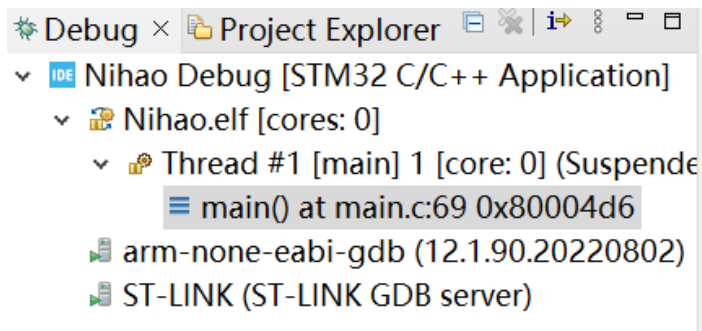 Debug × Project Explorer
IDE Nihao Debug [STM32 C/C++ Application]
Nihao.elf [cores: 0]
Thread #1 [main] 1 [core: 0] (Suspende
main() at main.c:69 0x80004d6
arm-none-eabi-gdb (12.1.90.20220802)
ST-LINK (ST-LINK GDB server)